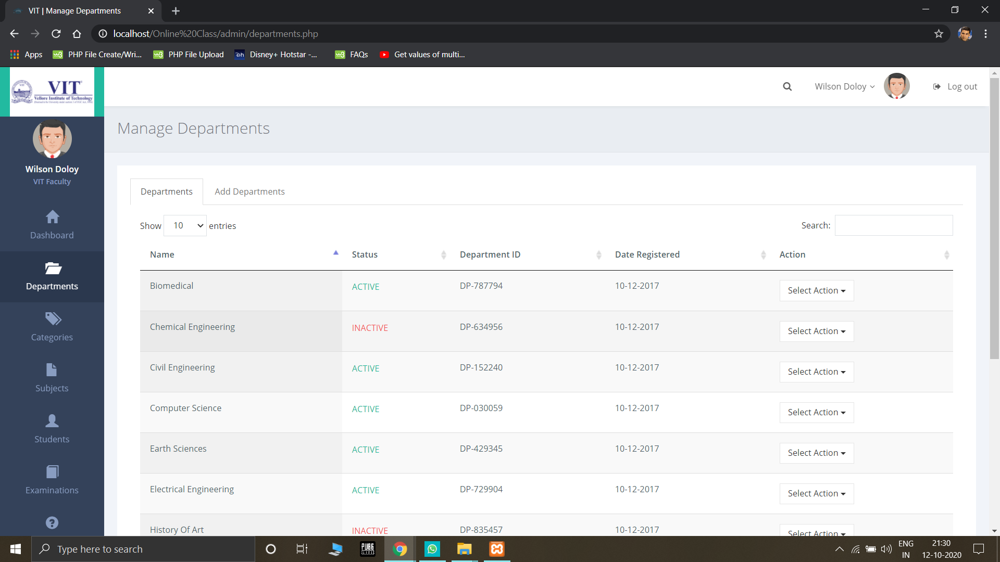 VIT | Manage Departments
localhost/Online%20Class/admin/departments.php
Apps PHP File Create/Wri... PHP File Upload Disney+ Hotstar -... FAQs Get values of multi...
VIT
Vellore Institute of Technology
Wilson Doloy Log out
Manage Departments
Wilson Doloy
VIT Faculty
Dashboard
Departments
Categories
Subjects
Students
Examinations
Departments Add Departments
Show 10 entries Search:
Name Status Department ID Date Registered Action
Biomedical ACTIVE DP-787794 10-12-2017 Select Action
Chemical Engineering INACTIVE DP-634956 10-12-2017 Select Action
Civil Engineering ACTIVE DP-152240 10-12-2017 Select Action
Computer Science ACTIVE DP-030059 10-12-2017 Select Action
Earth Sciences ACTIVE DP-429345 10-12-2017 Select Action
Electrical Engineering ACTIVE DP-729904 10-12-2017 Select Action
History Of Art INACTIVE DP-835457 10-12-2017 Select Action
Type here to search
PUBG
LITE
ENG
IN
21:30
12-10-2020